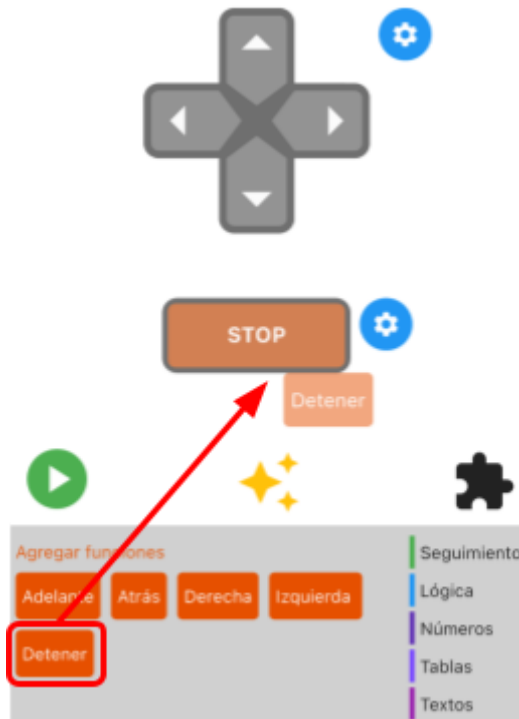 STOP
Detener
Agregar funciones
Adelante Atrás Derecha Izquierda
Detener
Seguimiento
Lógica
Números
Tablas
Textos